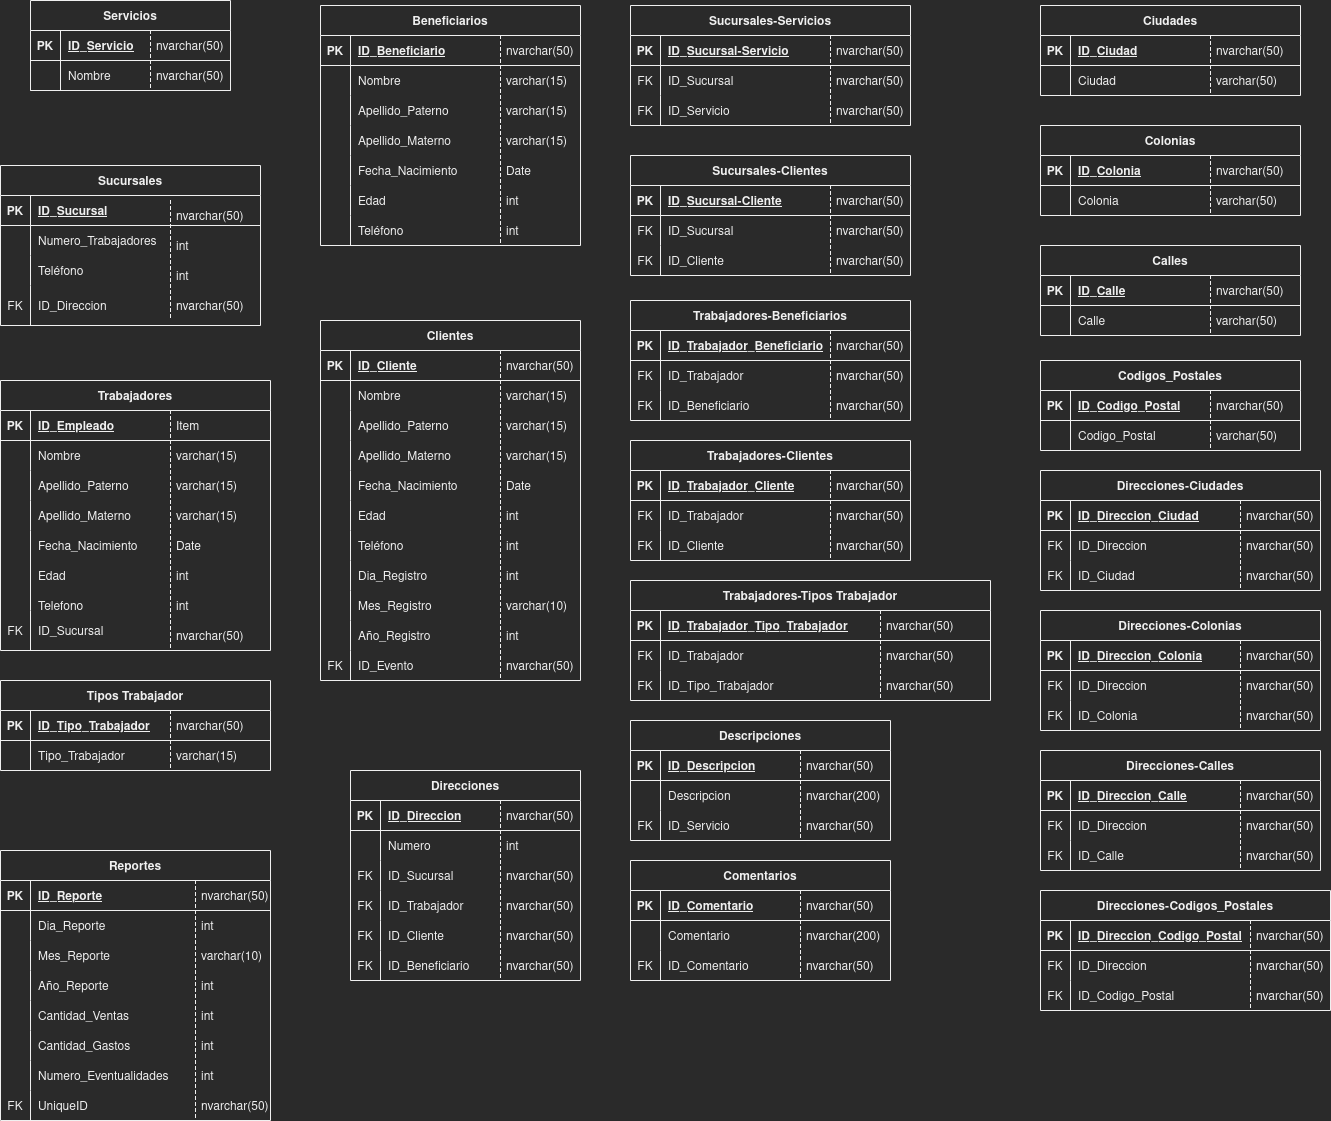 Servicios
PK ID_Servicio nvarchar(50)
Nombre nvarchar(50)
Sucursales
PK ID_Sucursal nvarchar(50)
Numero_Trabajadores int
Teléfono int
FK ID_Direccion nvarchar(50)
Trabajadores
PK ID_Empleado Item
Nombre varchar(15)
Apellido_Paterno varchar(15)
Apellido_Materno varchar(15)
Fecha_Nacimiento Date
Edad int
Telefono int
FK ID_Sucursal nvarchar(50)
Tipos Trabajador
PK ID_Tipo_Trabajador nvarchar(50)
Tipo_Trabajador varchar(15)
Reportes
PK ID_Reporte nvarchar(50)
Dia_Reporte int
Mes_Reporte varchar(10)
Año_Reporte int
Cantidad_Ventas int
Cantidad_Gastos int
Numero_Eventualidades int
FK UniqueID nvarchar(50)
Beneficiarios
PK ID_Beneficiario nvarchar(50)
Nombre varchar(15)
Apellido_Paterno varchar(15)
Apellido_Materno varchar(15)
Fecha_Nacimiento Date
Edad int
Teléfono int
Clientes
PK ID_Cliente nvarchar(50)
Nombre varchar(15)
Apellido_Paterno varchar(15)
Apellido_Materno varchar(15)
Fecha_Nacimiento Date
Edad int
Teléfono int
Dia_Registro int
Mes_Registro varchar(10)
Año_Registro int
FK ID_Evento nvarchar(50)
Direcciones
PK ID_Direccion nvarchar(50)
Numero int
FK ID_Sucursal nvarchar(50)
FK ID_Trabajador nvarchar(50)
FK ID_Cliente nvarchar(50)
FK ID_Beneficiario nvarchar(50)
Sucursales-Servicios
PK ID_Sucursal-Servicio nvarchar(50)
FK ID_Sucursal nvarchar(50)
FK ID_Servicio nvarchar(50)
Sucursales-Clientes
PK ID_Sucursal-Cliente nvarchar(50)
FK ID_Sucursal nvarchar(50)
FK ID_Cliente nvarchar(50)
Trabajadores-Beneficiarios
PK ID_Trabajador_Beneficiario nvarchar(50)
FK ID_Trabajador nvarchar(50)
FK ID_Beneficiario nvarchar(50)
Trabajadores-Clientes
PK ID_Trabajador_Cliente nvarchar(50)
FK ID_Trabajador nvarchar(50)
FK ID_Cliente nvarchar(50)
Trabajadores-Tipos Trabajador
PK ID_Trabajador_Tipo_Trabajador nvarchar(50)
FK ID_Trabajador nvarchar(50)
FK ID_Tipo_Trabajador nvarchar(50)
Descripciones
PK ID_Descripcion nvarchar(50)
Descripcion nvarchar(200)
FK ID_Servicio nvarchar(50)
Comentarios
PK ID_Comentario nvarchar(50)
Comentario nvarchar(200)
FK ID_Comentario nvarchar(50)
Ciudades
PK ID_Ciudad nvarchar(50)
Ciudad varchar(50)
Colonias
PK ID_Colonia nvarchar(50)
Colonia varchar(50)
Calles
PK ID_Calle nvarchar(50)
Calle varchar(50)
Codigos_Postales
PK ID_Codigo_Postal nvarchar(50)
Codigo_Postal varchar(50)
Direcciones-Ciudades
PK ID_Direccion_Ciudad nvarchar(50)
FK ID_Direccion nvarchar(50)
FK ID_Ciudad nvarchar(50)
Direcciones-Colonias
PK ID_Direccion_Colonia nvarchar(50)
FK ID_Direccion nvarchar(50)
FK ID_Colonia nvarchar(50)
Direcciones-Calles
PK ID_Direccion_Calle nvarchar(50)
FK ID_Direccion nvarchar(50)
FK ID_Calle nvarchar(50)
Direcciones-Codigos_Postales
PK ID_Direccion_Codigo_Postal nvarchar(50)
FK ID_Direccion nvarchar(50)
FK ID_Codigo_Postal nvarchar(50)